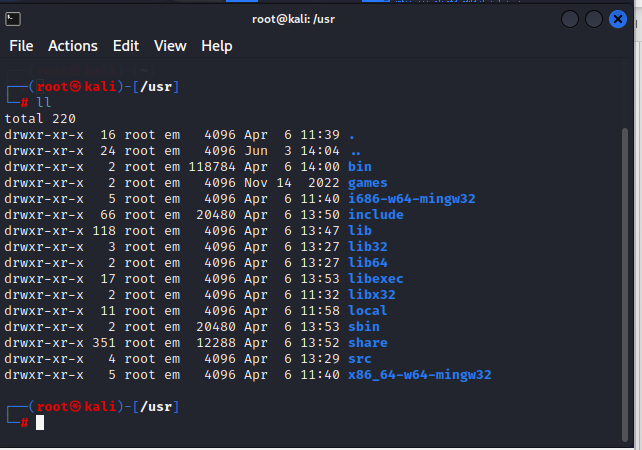 root@kali: /usr
File Actions Edit View Help
┌──(root㉿kali)-[/usr]
└─# ll
total 220
drwxr-xr-x  16 root em   4096 Apr  6 11:39 .
drwxr-xr-x  24 root em   4096 Jun  3 14:04 ..
drwxr-xr-x   2 root em 118784 Apr  6 14:00 bin
drwxr-xr-x   2 root em   4096 Nov 14  2022 games
drwxr-xr-x   5 root em   4096 Apr  6 11:40 i686-w64-mingw32
drwxr-xr-x  66 root em  20480 Apr  6 13:50 include
drwxr-xr-x 118 root em   4096 Apr  6 13:47 lib
drwxr-xr-x   3 root em   4096 Apr  6 13:27 lib32
drwxr-xr-x   2 root em   4096 Apr  6 13:27 lib64
drwxr-xr-x  17 root em   4096 Apr  6 13:53 libexec
drwxr-xr-x   2 root em   4096 Apr  6 11:32 libx32
drwxr-xr-x  11 root em   4096 Apr  6 11:58 local
drwxr-xr-x   2 root em  20480 Apr  6 13:53 sbin
drwxr-xr-x 351 root em  12288 Apr  6 13:52 share
drwxr-xr-x   4 root em   4096 Apr  6 13:29 src
drwxr-xr-x   5 root em   4096 Apr  6 11:40 x86_64-w64-mingw32
┌──(root㉿kali)-[/usr]
└─#